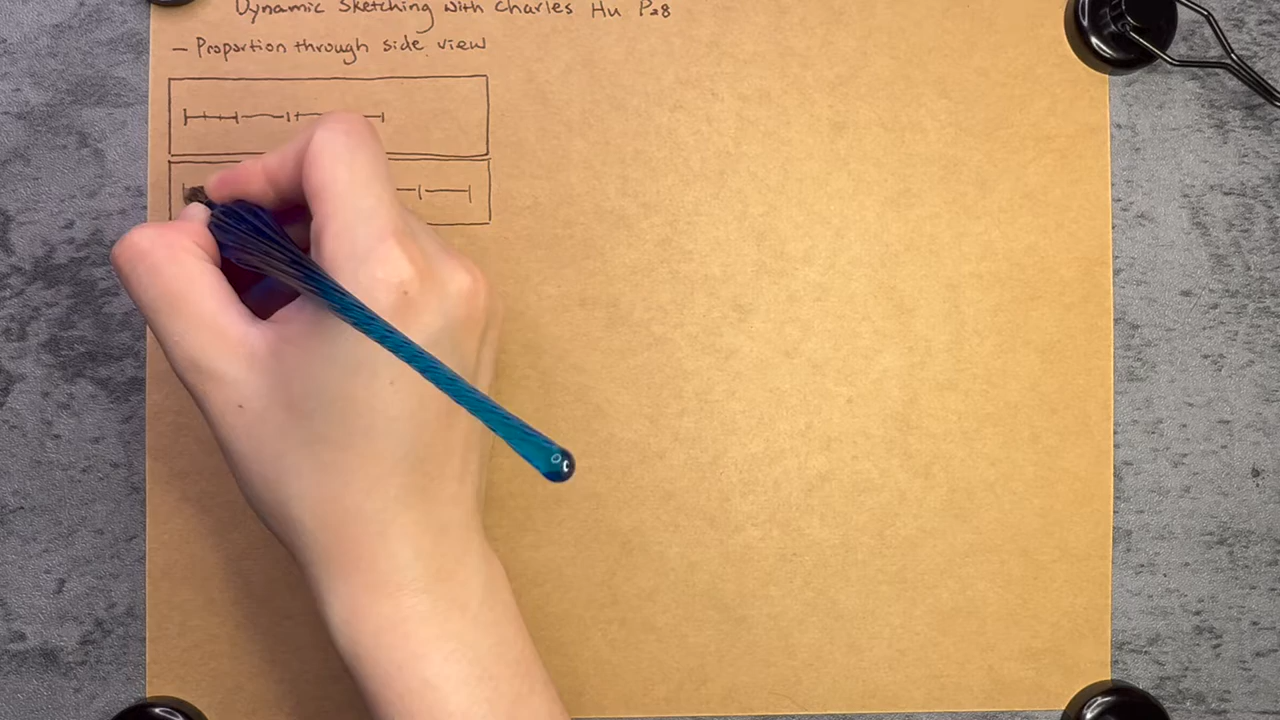 Dynamic Sketching with Charles Hu P28
— Proportion through side view